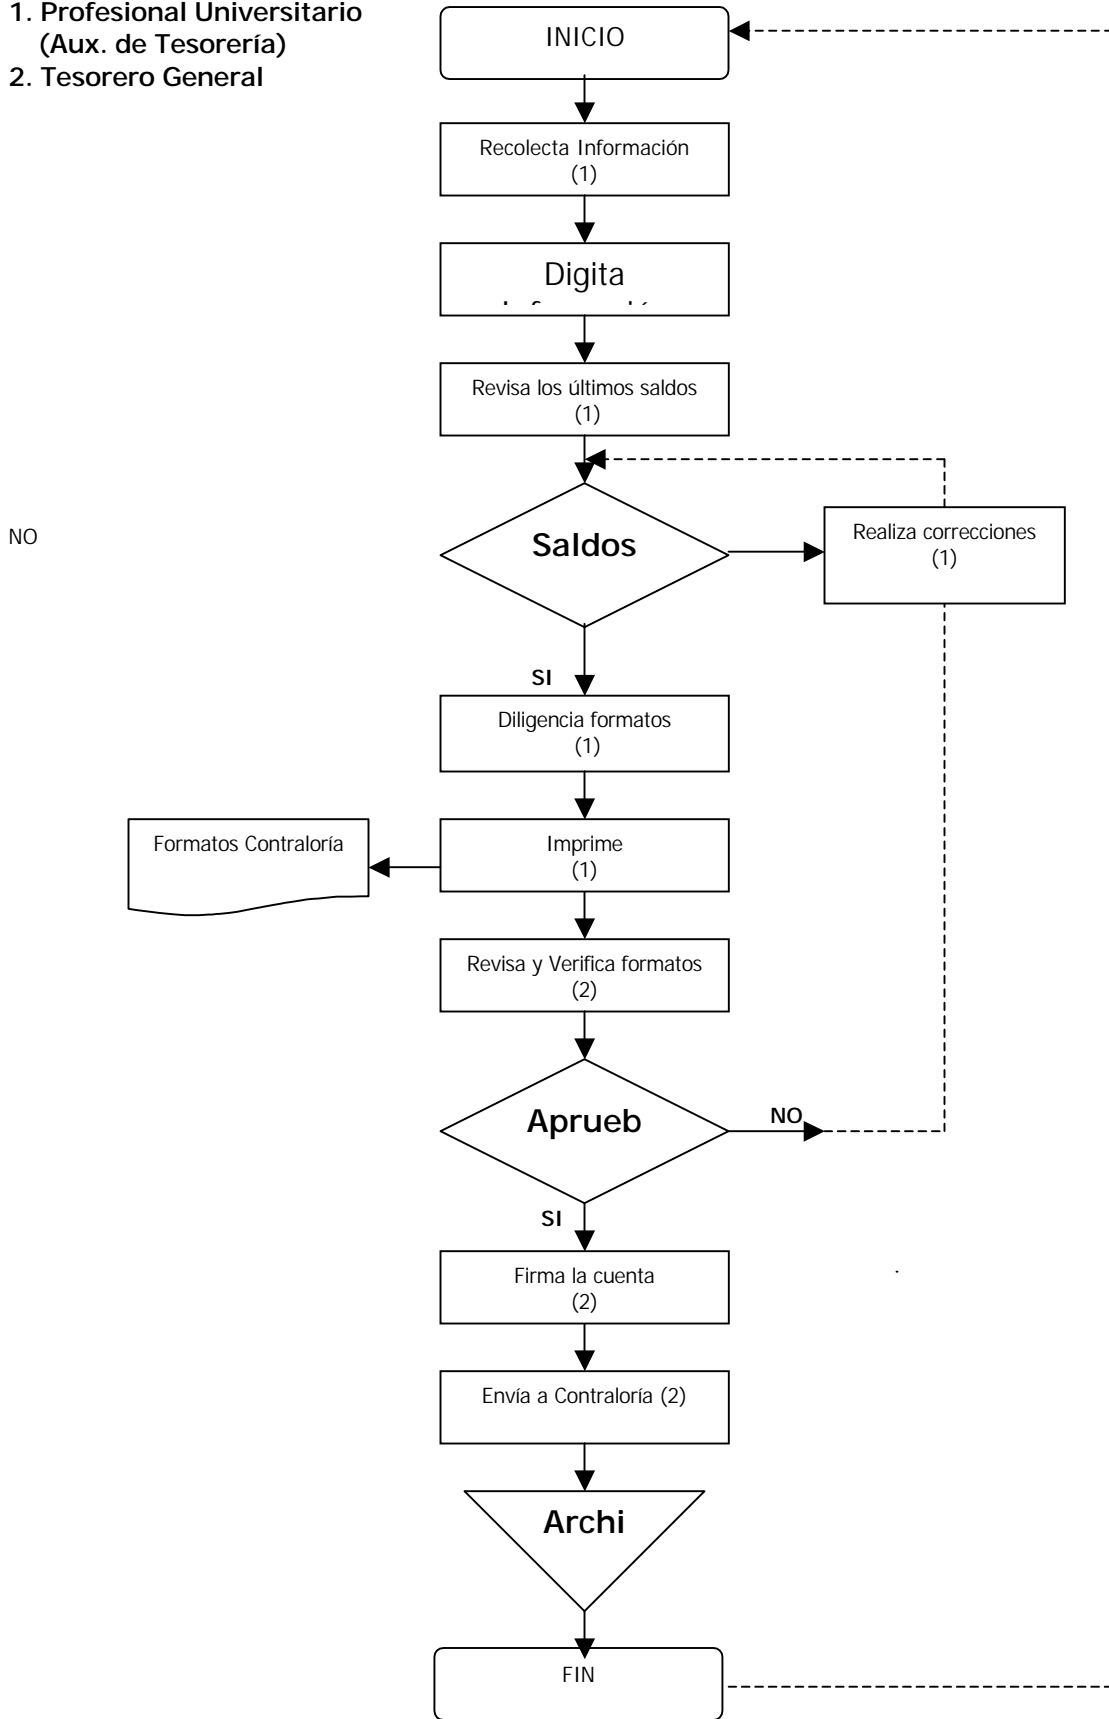 1. Profesional Universitario
(Aux. de Tesorería)
2. Tesorero General
INICIO
Recolecta Información
(1)
Digita
Revisa los últimos saldos
(1)
NO
Saldos
Realiza correcciones
(1)
SI
Diligencia formatos
(1)
Formatos Contraloría
Imprime
(1)
Revisa y Verifica formatos
(2)
Aprueb
NO
SI
Firma la cuenta
(2)
Envía a Contraloría (2)
Archi
FIN